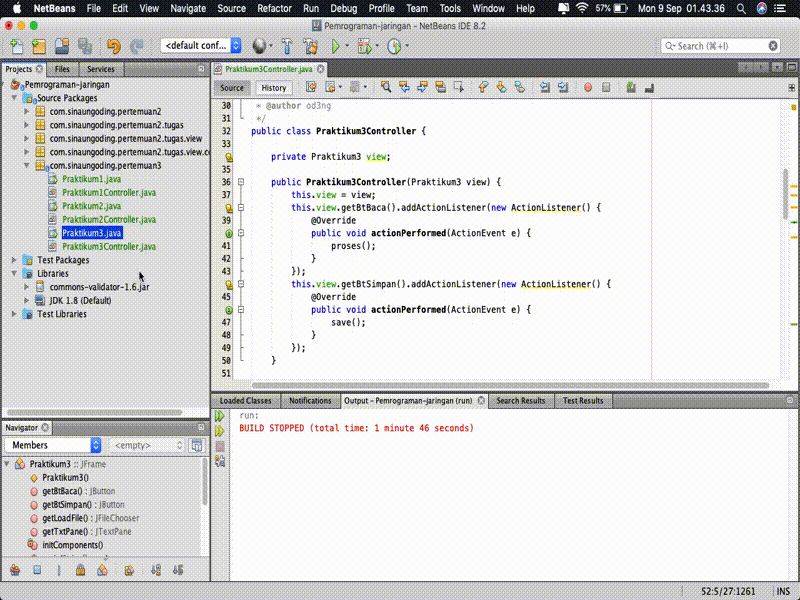 NetBeans File Edit View Navigate Source Refactor Run Debug Profile Team Tools Window Help 57% Mon 9 Sep 01.43.36
Pemrograman-jaringan - NetBeans IDE 8.2
<default conf... Search (⌘+I)
Projects Files Services
Pemrograman-jaringan
Source Packages
com.sinaungoding.pertemuan2
com.sinaungoding.pertemuan2.tugas
com.sinaungoding.pertemuan2.tugas.view
com.sinaungoding.pertemuan2.tugas.view.co
com.sinaungoding.pertemuan3
Praktikum1.java
Praktikum1Controller.java
Praktikum2.java
Praktikum2Controller.java
Praktikum3.java
Praktikum3Controller.java
Test Packages
Libraries
commons-validator-1.6.jar
JDK 1.8 (Default)
Test Libraries
Navigator
Members <empty>
Praktikum3 :: JFrame
Praktikum3()
getBtBaca() : JButton
getBtSimpan() : JButton
getLoadFile() : JFileChooser
getTxtPane() : JTextPane
initComponents()
Praktikum3Controller.java
Source History
30 * @author od3ng
31 */
32 public class Praktikum3Controller {
33
private Praktikum3 view;
35
36 public Praktikum3Controller(Praktikum3 view) {
37 this.view = view;
this.view.getBtBaca().addActionListener(new ActionListener() {
39 @Override
public void actionPerformed(ActionEvent e) {
41 proses();
42 }
43 });
this.view.getBtSimpan().addActionListener(new ActionListener() {
45 @Override
public void actionPerformed(ActionEvent e) {
47 save();
48 }
49 });
50 }
51
Loaded Classes Notifications Output - Pemrograman-jaringan (run) Search Results Test Results
run:
BUILD STOPPED (total time: 1 minute 46 seconds)
52:5/27:1261 INS